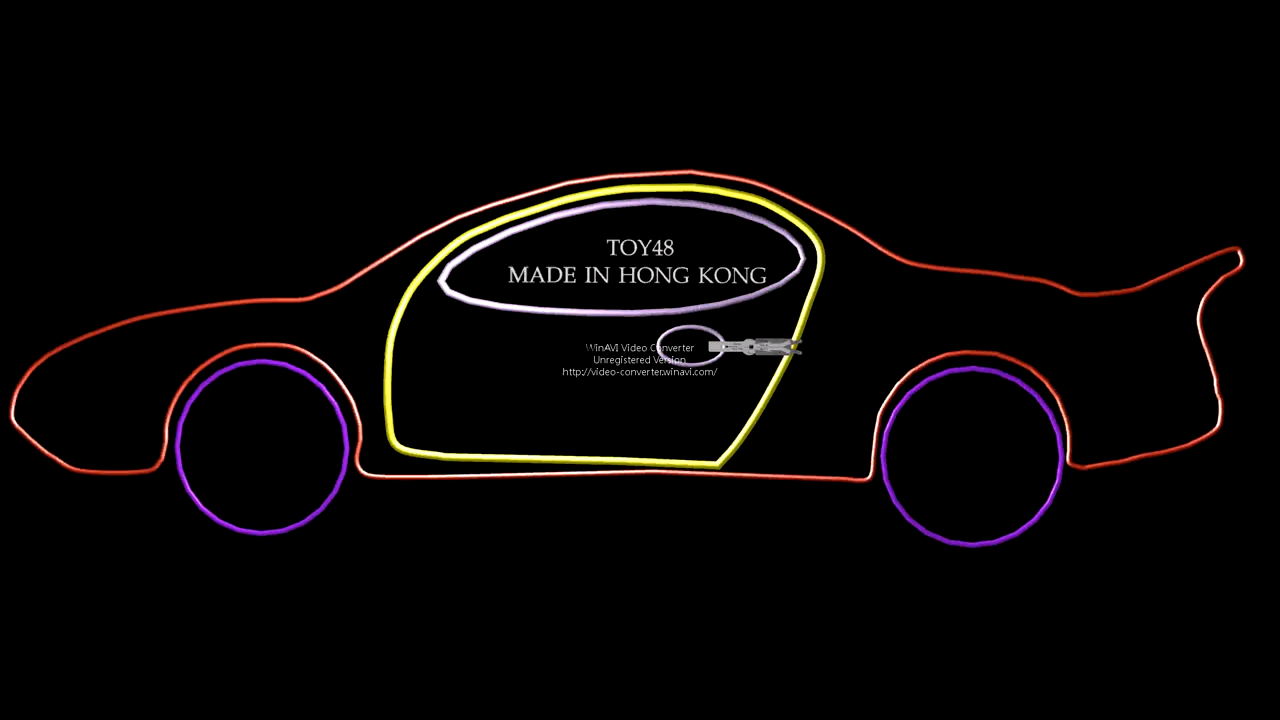 TOY48
MADE IN HONG KONG
WinAVI Video Converter
Unregistered Version
http://video-converter.winavi.com/